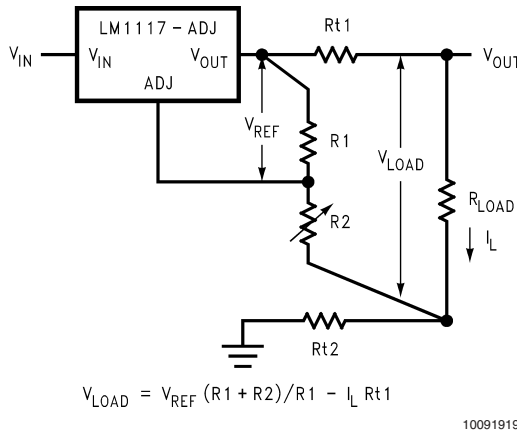 LM1117-ADJ
Rt1
V_IN
V_IN
V_OUT
V_OUT
ADJ
V_REF
R1
V_LOAD
R2
R_LOAD
I_L
Rt2
V_LOAD = V_REF (R1 + R2)/R1 - I_L Rt1
10091919